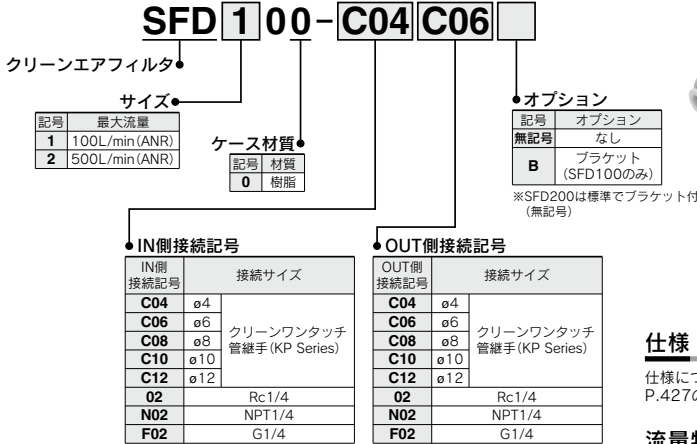 SFD 1 00-C04 C06
クリーンエアフィルタ
サイズ
記号 最大流量
1 100L/min(ANR)
2 500L/min(ANR)
ケース材質
記号 材質
0 樹脂
オプション
記号 オプション
無記号 なし
B ブラケット
(SFD100のみ)
※SFD200は標準でブラケット付
(無記号)
IN側接続記号
IN側
接続記号 接続サイズ
C04 ø4
C06 ø6
C08 ø8
C10 ø10
C12 ø12
クリーンワンタッチ
管継手(KP Series)
02 Rc1/4
N02 NPT1/4
F02 G1/4
OUT側接続記号
OUT側
接続記号 接続サイズ
C04 ø4
C06 ø6
C08 ø8
C10 ø10
C12 ø12
クリーンワンタッチ
管継手(KP Series)
02 Rc1/4
N02 NPT1/4
F02 G1/4
仕様
仕様につ
P.427の